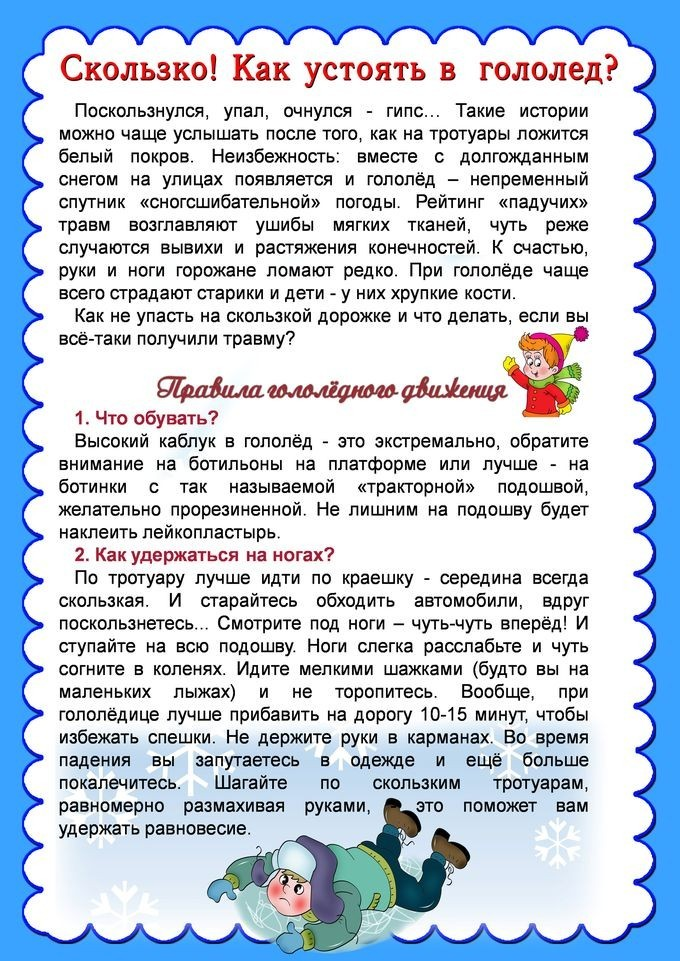 Скользко! Как устоять в гололед?
Поскользнулся, упал, очнулся - гипс... Такие истории
можно чаще услышать после того, как на тротуары ложится
белый покров. Неизбежность: вместе с долгожданным
снегом на улицах появляется и гололёд – непременный
спутник «сногсшибательной» погоды. Рейтинг «падучих»
травм возглавляют ушибы мягких тканей, чуть реже
случаются вывихи и растяжения конечностей. К счастью,
руки и ноги горожане ломают редко. При гололёде чаще
всего страдают старики и дети - у них хрупкие кости.
Как не упасть на скользкой дорожке и что делать, если вы
всё-таки получили травму?
Правила гололёдного движения
1. Что обувать?
Высокий каблук в гололёд - это экстремально, обратите
внимание на ботильоны на платформе или лучше - на
ботинки с так называемой «тракторной» подошвой,
желательно прорезиненной. Не лишним на подошву будет
наклеить лейкопластырь.
2. Как удержаться на ногах?
По тротуару лучше идти по краешку - середина всегда
скользкая. И старайтесь обходить автомобили, вдруг
поскользнетесь... Смотрите под ноги – чуть-чуть вперёд! И
ступайте на всю подошву. Ноги слегка расслабьте и чуть
согните в коленях. Идите мелкими шажками (будто вы на
маленьких лыжах) и не торопитесь. Вообще, при
гололёдице лучше прибавить на дорогу 10-15 минут, чтобы
избежать спешки. Не держите руки в карманах. Во время
падения вы запутаетесь в одежде и ещё больше
покалечитесь. Шагайте по скользким тротуарам,
равномерно размахивая руками, это поможет вам
удержать равновесие.